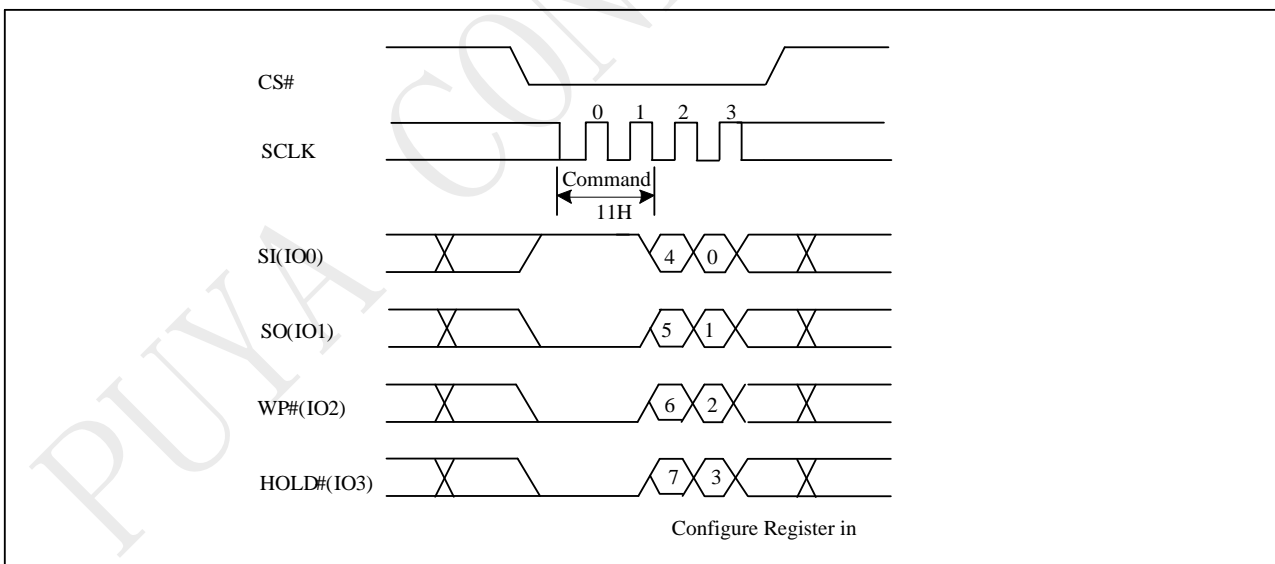 PUYA CON
CS#
0 1 2 3
SCLK
Command
11H
SI(IO0)
4 0
SO(IO1)
5 1
WP#(IO2)
6 2
HOLD#(IO3)
7 3
Configure Register in